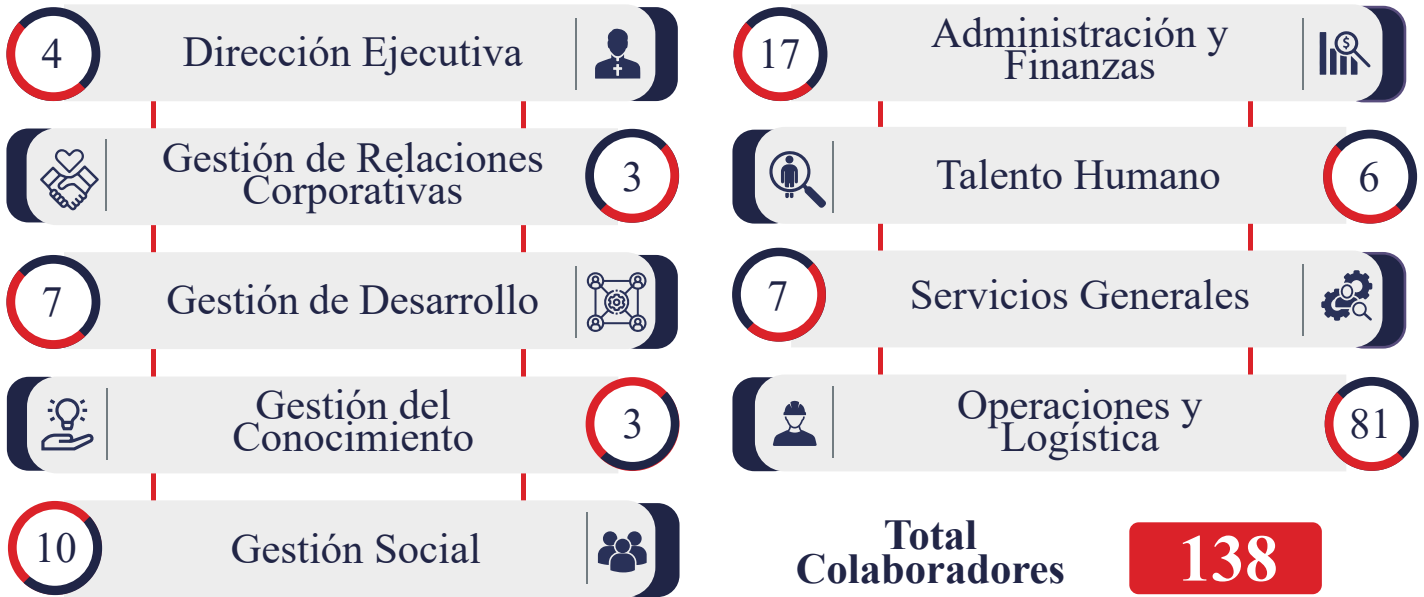 4
Dirección Ejecutiva
Gestión de Relaciones
Corporativas
3
7
Gestión de Desarrollo
Gestión del
Conocimiento
3
10
Gestión Social
17
Administración y
Finanzas
Talento Humano
6
7
Servicios Generales
Operaciones y
Logística
81
Total
Colaboradores
138